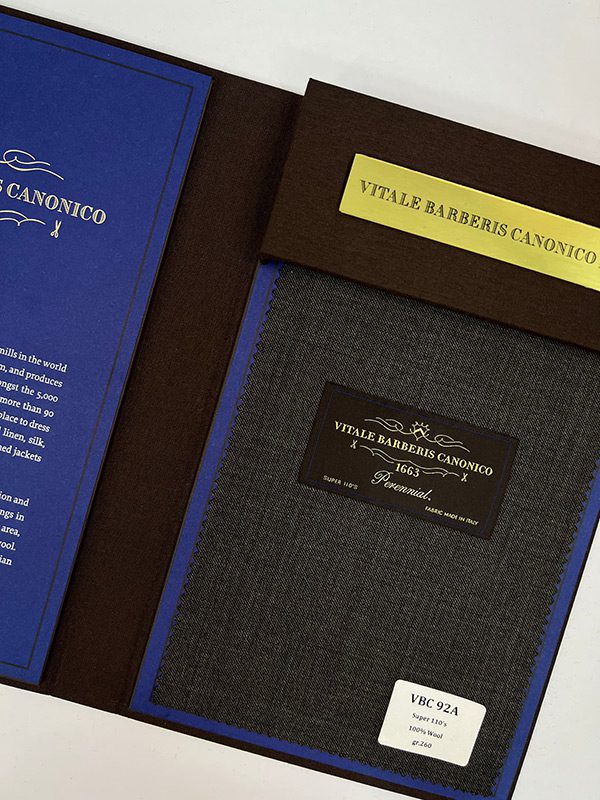 S CANONICO
mills in the world
m, and produces
ngst the 5,000
more than 90
place to dress
linen, silk,
ned jackets
ion and
ngs in
area,
ool.
ian
VITALE BARBERIS CANONICO
VITALE BARBERIS CANONICO
1663
Perennial.
SUPER 110'S
FABRIC MADE IN ITALY
VBC 92A
Super 110's
100% Wool
gr.260